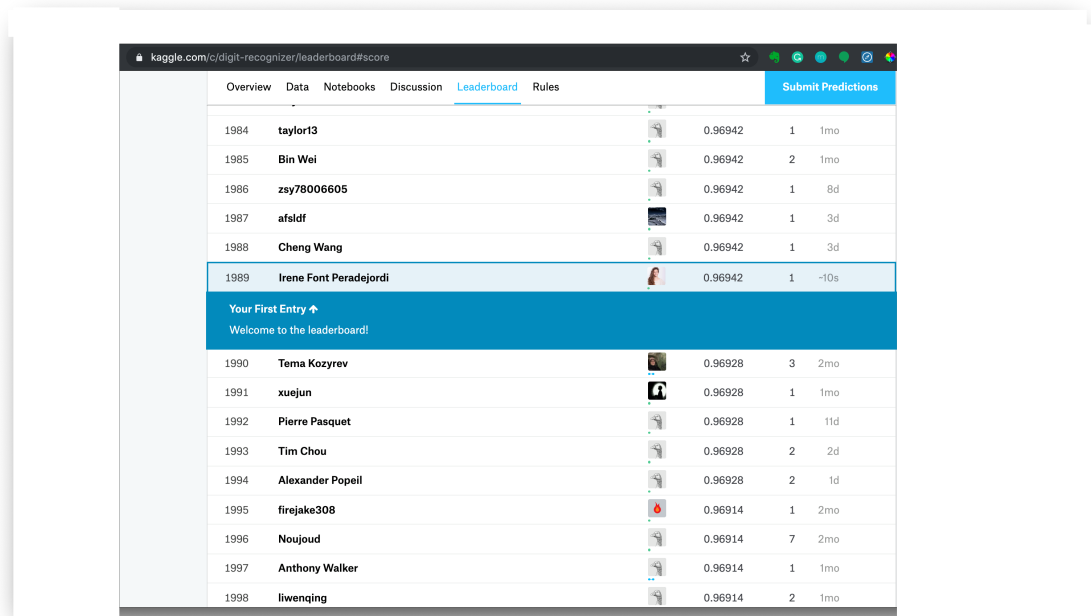 kaggle.com/c/digit-recognizer/leaderboard#score
Overview Data Notebooks Discussion Leaderboard Rules Submit Predictions
1984 taylor13 0.96942 1 1mo
1985 Bin Wei 0.96942 2 1mo
1986 zsy78006605 0.96942 1 8d
1987 afsldf 0.96942 1 3d
1988 Cheng Wang 0.96942 1 3d
1989 Irene Font Peradejordi 0.96942 1 ~10s
Your First Entry
Welcome to the leaderboard!
1990 Tema Kozyrev 0.96928 3 2mo
1991 xuejun 0.96928 1 1mo
1992 Pierre Pasquet 0.96928 1 11d
1993 Tim Chou 0.96928 2 2d
1994 Alexander Popeil 0.96928 2 1d
1995 firejake308 0.96914 1 2mo
1996 Noujoud 0.96914 7 2mo
1997 Anthony Walker 0.96914 1 1mo
1998 liwenqing 0.96914 2 1mo